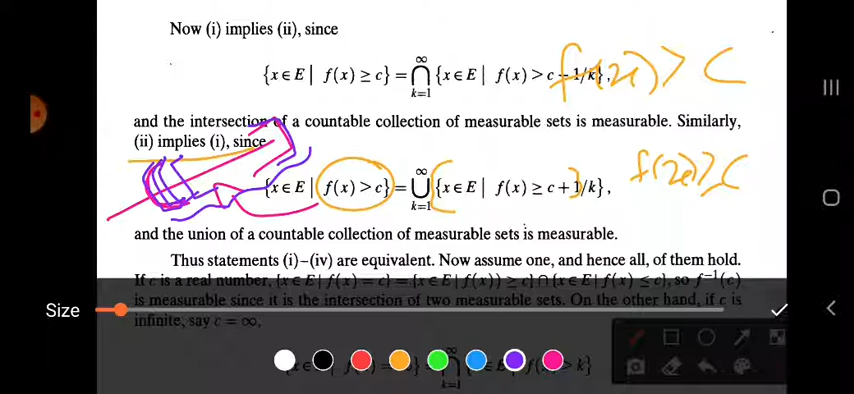 Now (i) implies (ii), since
{x ∈ E | f(x) ≥ c} = ⋂_{k=1}^{∞} {x ∈ E | f(x) > c − 1/k}, f(x) > c
and the intersection of a countable collection of measurable sets is measurable. Similarly,
(ii) implies (i), since
{x ∈ E | f(x) > c} = ⋃_{k=1}^{∞} {x ∈ E | f(x) ≥ c + 1/k}, f(x) > c
and the union of a countable collection of measurable sets is measurable.
Thus statements (i)–(iv) are equivalent. Now assume one, and hence all, of them hold.
If c is a real number, {x ∈ E | f(x) = c} = {x ∈ E | f(x)) ≥ c} ∩ {x ∈ E | f(x) ≤ c}, so f⁻¹(c)
is measurable since it is the intersection of two measurable sets. On the other hand, if c is
infinite, say c = ∞,
Size